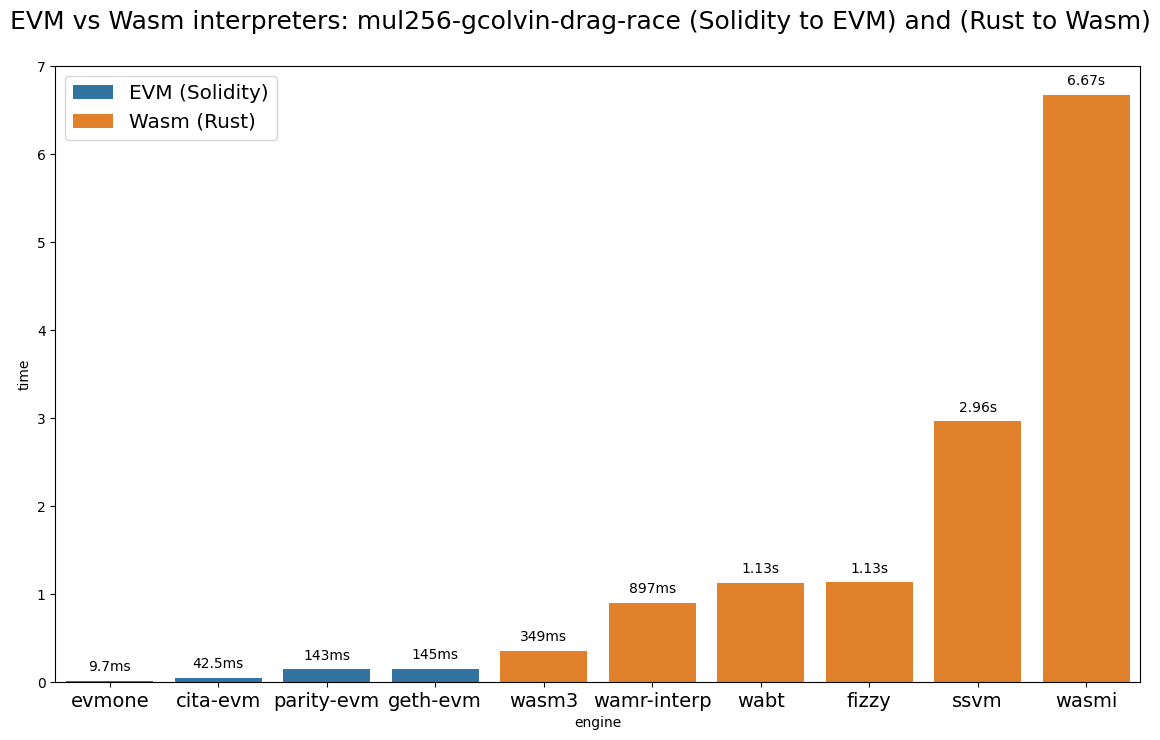 EVM vs Wasm interpreters: mul256-gcolvin-drag-race (Solidity to EVM) and (Rust to Wasm)
EVM (Solidity)
Wasm (Rust)
7
6
5
4
3
2
1
0
time
9.7ms
42.5ms
143ms
145ms
349ms
897ms
1.13s
1.13s
2.96s
6.67s
evmone
cita-evm
parity-evm
geth-evm
wasm3
wamr-interp
wabt
fizzy
ssvm
wasmi
engine